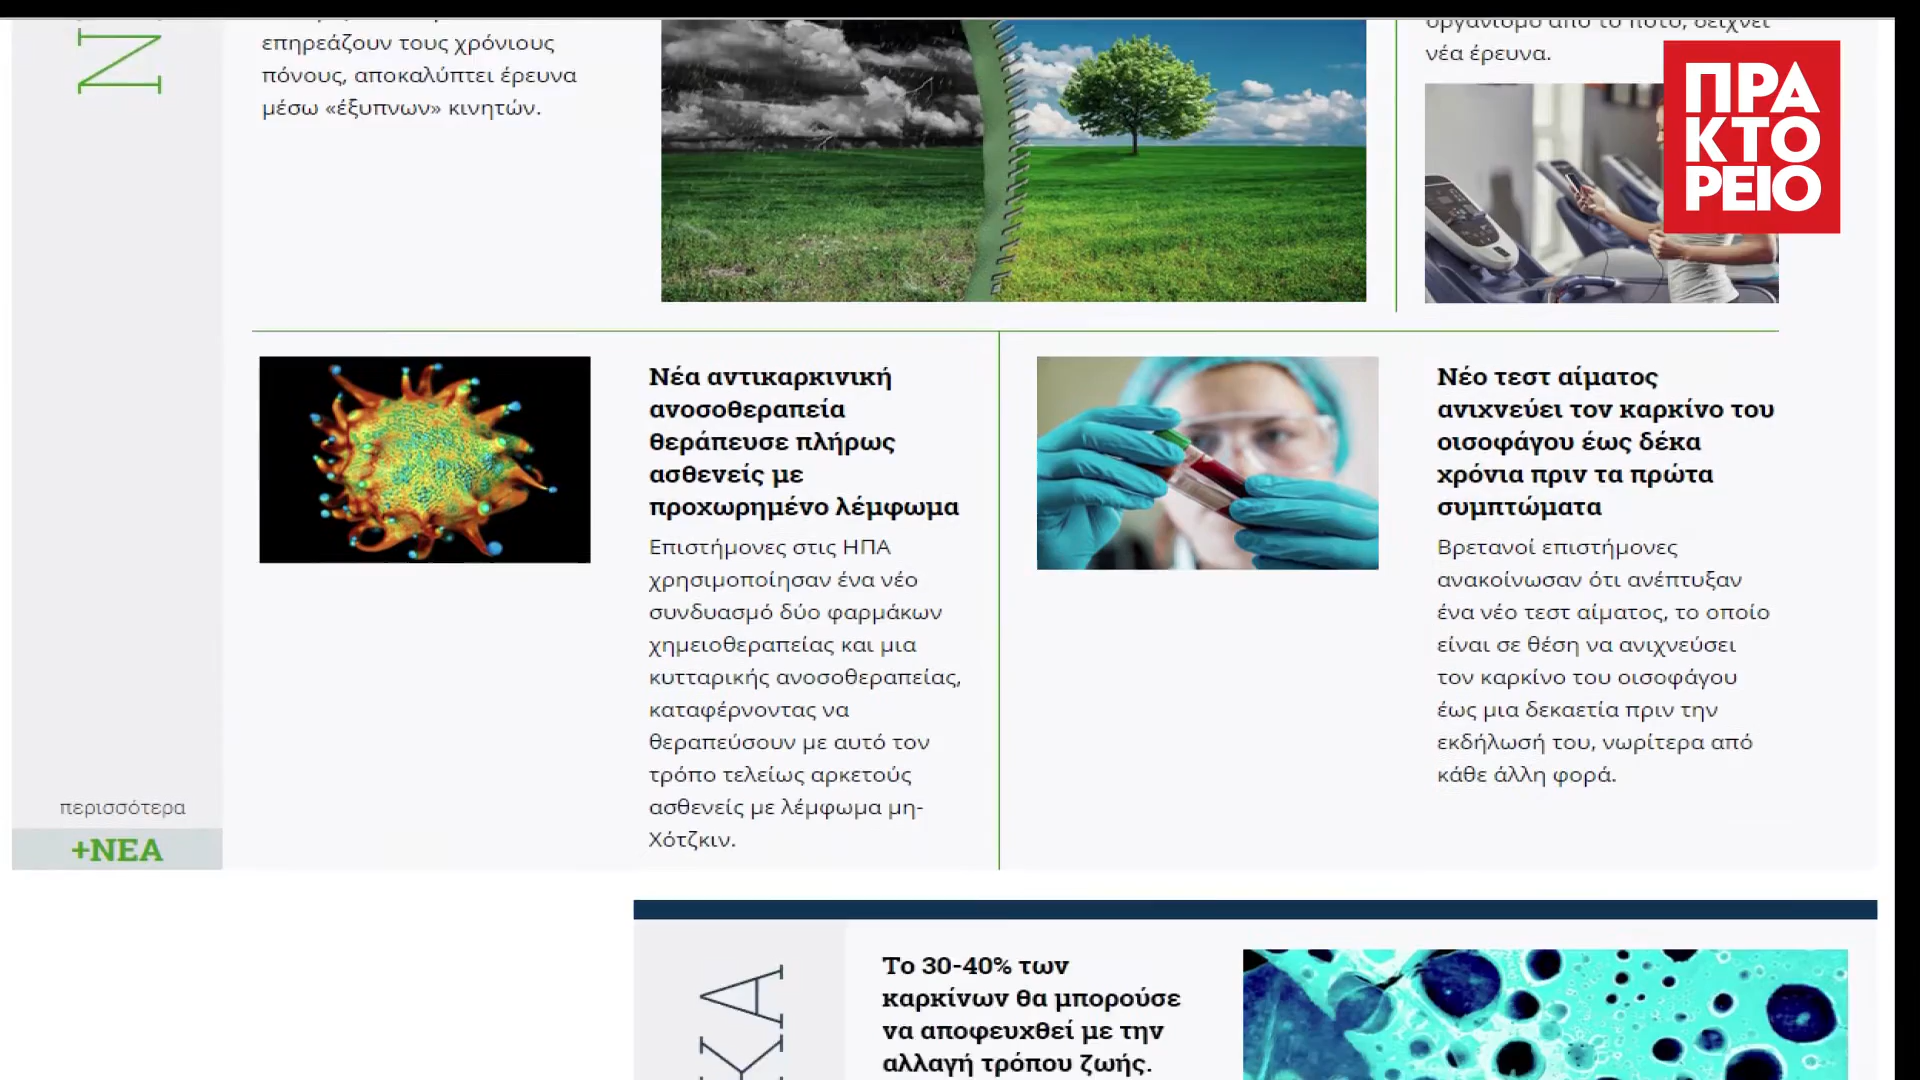 επηρεάζουν τους χρόνιους
πόνους, αποκαλύπτει έρευνα
μέσω «έξυπνων» κινητών.
οργανισμό από το ποτό, δείχνει
νέα έρευνα.
ΠΡΑ
ΚΤΟ
ΡΕΙΟ
Νέα αντικαρκινική
ανοσοθεραπεία
θεράπευσε πλήρως
ασθενείς με
προχωρημένο λέμφωμα
Επιστήμονες στις ΗΠΑ
χρησιμοποίησαν ένα νέο
συνδυασμό δύο φαρμάκων
χημειοθεραπείας και μια
κυτταρικής ανοσοθεραπείας,
καταφέρνοντας να
θεραπεύσουν με αυτό τον
τρόπο τελείως αρκετούς
ασθενείς με λέμφωμα μη-
Χότζκιν.
Νέο τεστ αίματος
ανιχνεύει τον καρκίνο του
οισοφάγου έως δέκα
χρόνια πριν τα πρώτα
συμπτώματα
Βρετανοί επιστήμονες
ανακοίνωσαν ότι ανέπτυξαν
ένα νέο τεστ αίματος, το οποίο
είναι σε θέση να ανιχνεύσει
τον καρκίνο του οισοφάγου
έως μια δεκαετία πριν την
εκδήλωσή του, νωρίτερα από
κάθε άλλη φορά.
περισσότερα
+ΝΕΑ
Το 30-40% των
καρκίνων θα μπορούσε
να αποφευχθεί με την
αλλαγή τρόπου ζωής.